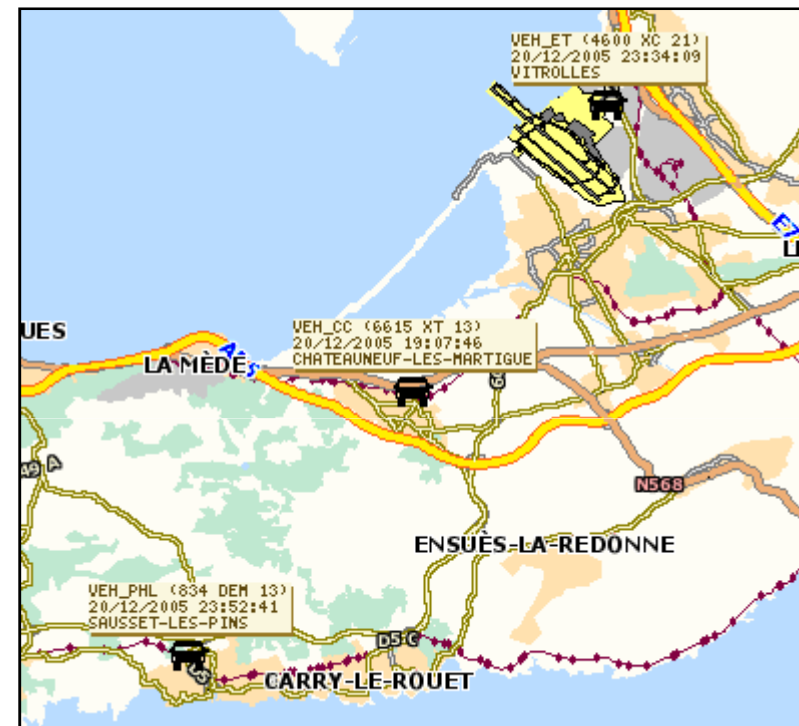 VEH_ET (4600 XC 21)
20/12/2005 23:34:09
VITROLLES
E7
VEH_CC (6615 XT 13)
20/12/2005 19:07:46
CHATEAUNEUF-LES-MARTIGUE
UES
LA MÈDE
49 A
N568
ENSUÈS-LA-REDONNE
VEH_PHL (834 DEM 13)
20/12/2005 23:52:41
SAUSSET-LES-PINS
D5 C
CARRY-LE-ROUET